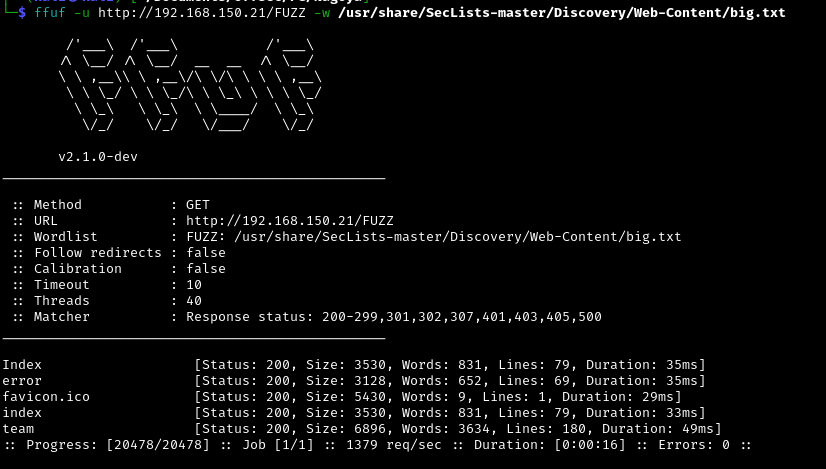 $ ffuf -u http://192.168.150.21/FUZZ -w /usr/share/SecLists-master/Discovery/Web-Content/big.txt
v2.1.0-dev
:: Method : GET
:: URL : http://192.168.150.21/FUZZ
:: Wordlist : FUZZ: /usr/share/SecLists-master/Discovery/Web-Content/big.txt
:: Follow redirects : false
:: Calibration : false
:: Timeout : 10
:: Threads : 40
:: Matcher : Response status: 200-299,301,302,307,401,403,405,500
Index [Status: 200, Size: 3530, Words: 831, Lines: 79, Duration: 35ms]
error [Status: 200, Size: 3128, Words: 652, Lines: 69, Duration: 35ms]
favicon.ico [Status: 200, Size: 5430, Words: 9, Lines: 1, Duration: 29ms]
index [Status: 200, Size: 3530, Words: 831, Lines: 79, Duration: 33ms]
team [Status: 200, Size: 6896, Words: 3634, Lines: 180, Duration: 49ms]
:: Progress: [20478/20478] :: Job [1/1] :: 1379 req/sec :: Duration: [0:00:16] :: Errors: 0 ::